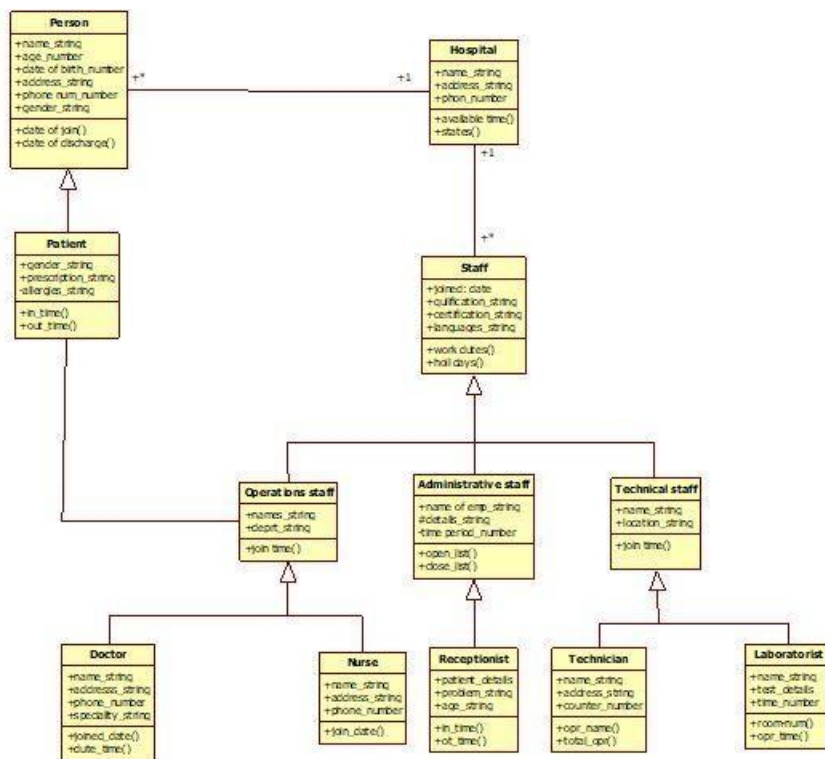 Person
+name_string
+age_number
+date of birth_number
+address_string
+phone num_number
+gender_string
+date of join()
+date of discharge()
+*
+1
Hospital
+name_string
+address_string
+phon_number
+available time()
+states()
+1
+*
Patient
+gender_string
+prescription_string
-allergies_string
+in_time()
+out_time()
Staff
+joined: date
+qulification_string
+certification_string
+languages_string
+work dutes()
+holi days()
Operations staff
+names_string
+deprt_string
+join time()
Administrative staff
+name of emp_string
#details_string
-time period_number
+open_list()
+close_list()
Technical staff
+name_string
+location_string
+join time()
Doctor
+name_string
+addresss_string
+phone_number
+speciality_string
+joined_date()
+dute_time()
Nurse
+name_string
+address_string
+phone_number
+join_date()
Receptionist
+patient_details
+problem_string
+age_string
+in_time()
+ot_time()
Technician
+name_string
+address_string
+counter_number
+opr_name()
+total_opr()
Laboratorist
+name_string
+test_details
+time_number
+room-num()
+opr_time()